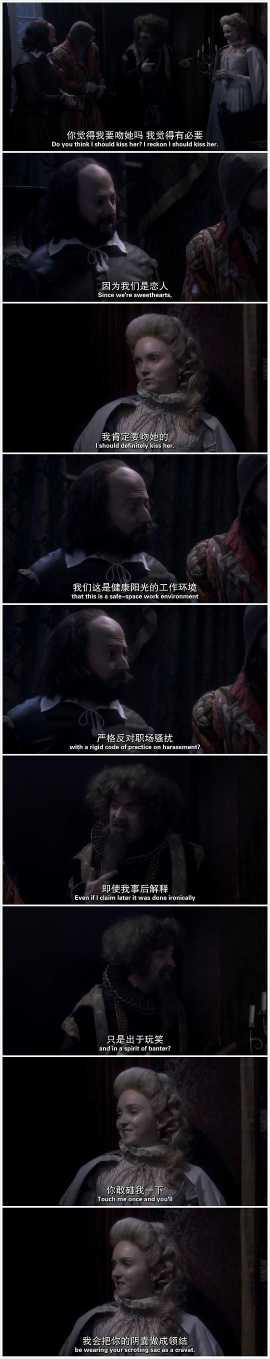 你觉得我要吻她吗 我觉得有必要
Do you think I should kiss her? I reckon I should kiss her.
因为我们是恋人
Since we're sweethearts,
我肯定要吻她的
I should definitely kiss her.
我们这是健康阳光的工作环境
that this is a safe-space work environment
严格反对职场骚扰
with a rigid code of practice on harassment?
即使我事后解释
Even if I claim later it was done ironically
只是出于玩笑
and in a spirit of banter?
你敢碰我一下
Touch me once and you'll
我会把你的阴囊做成领结
be wearing your scroting sac as a cravat.